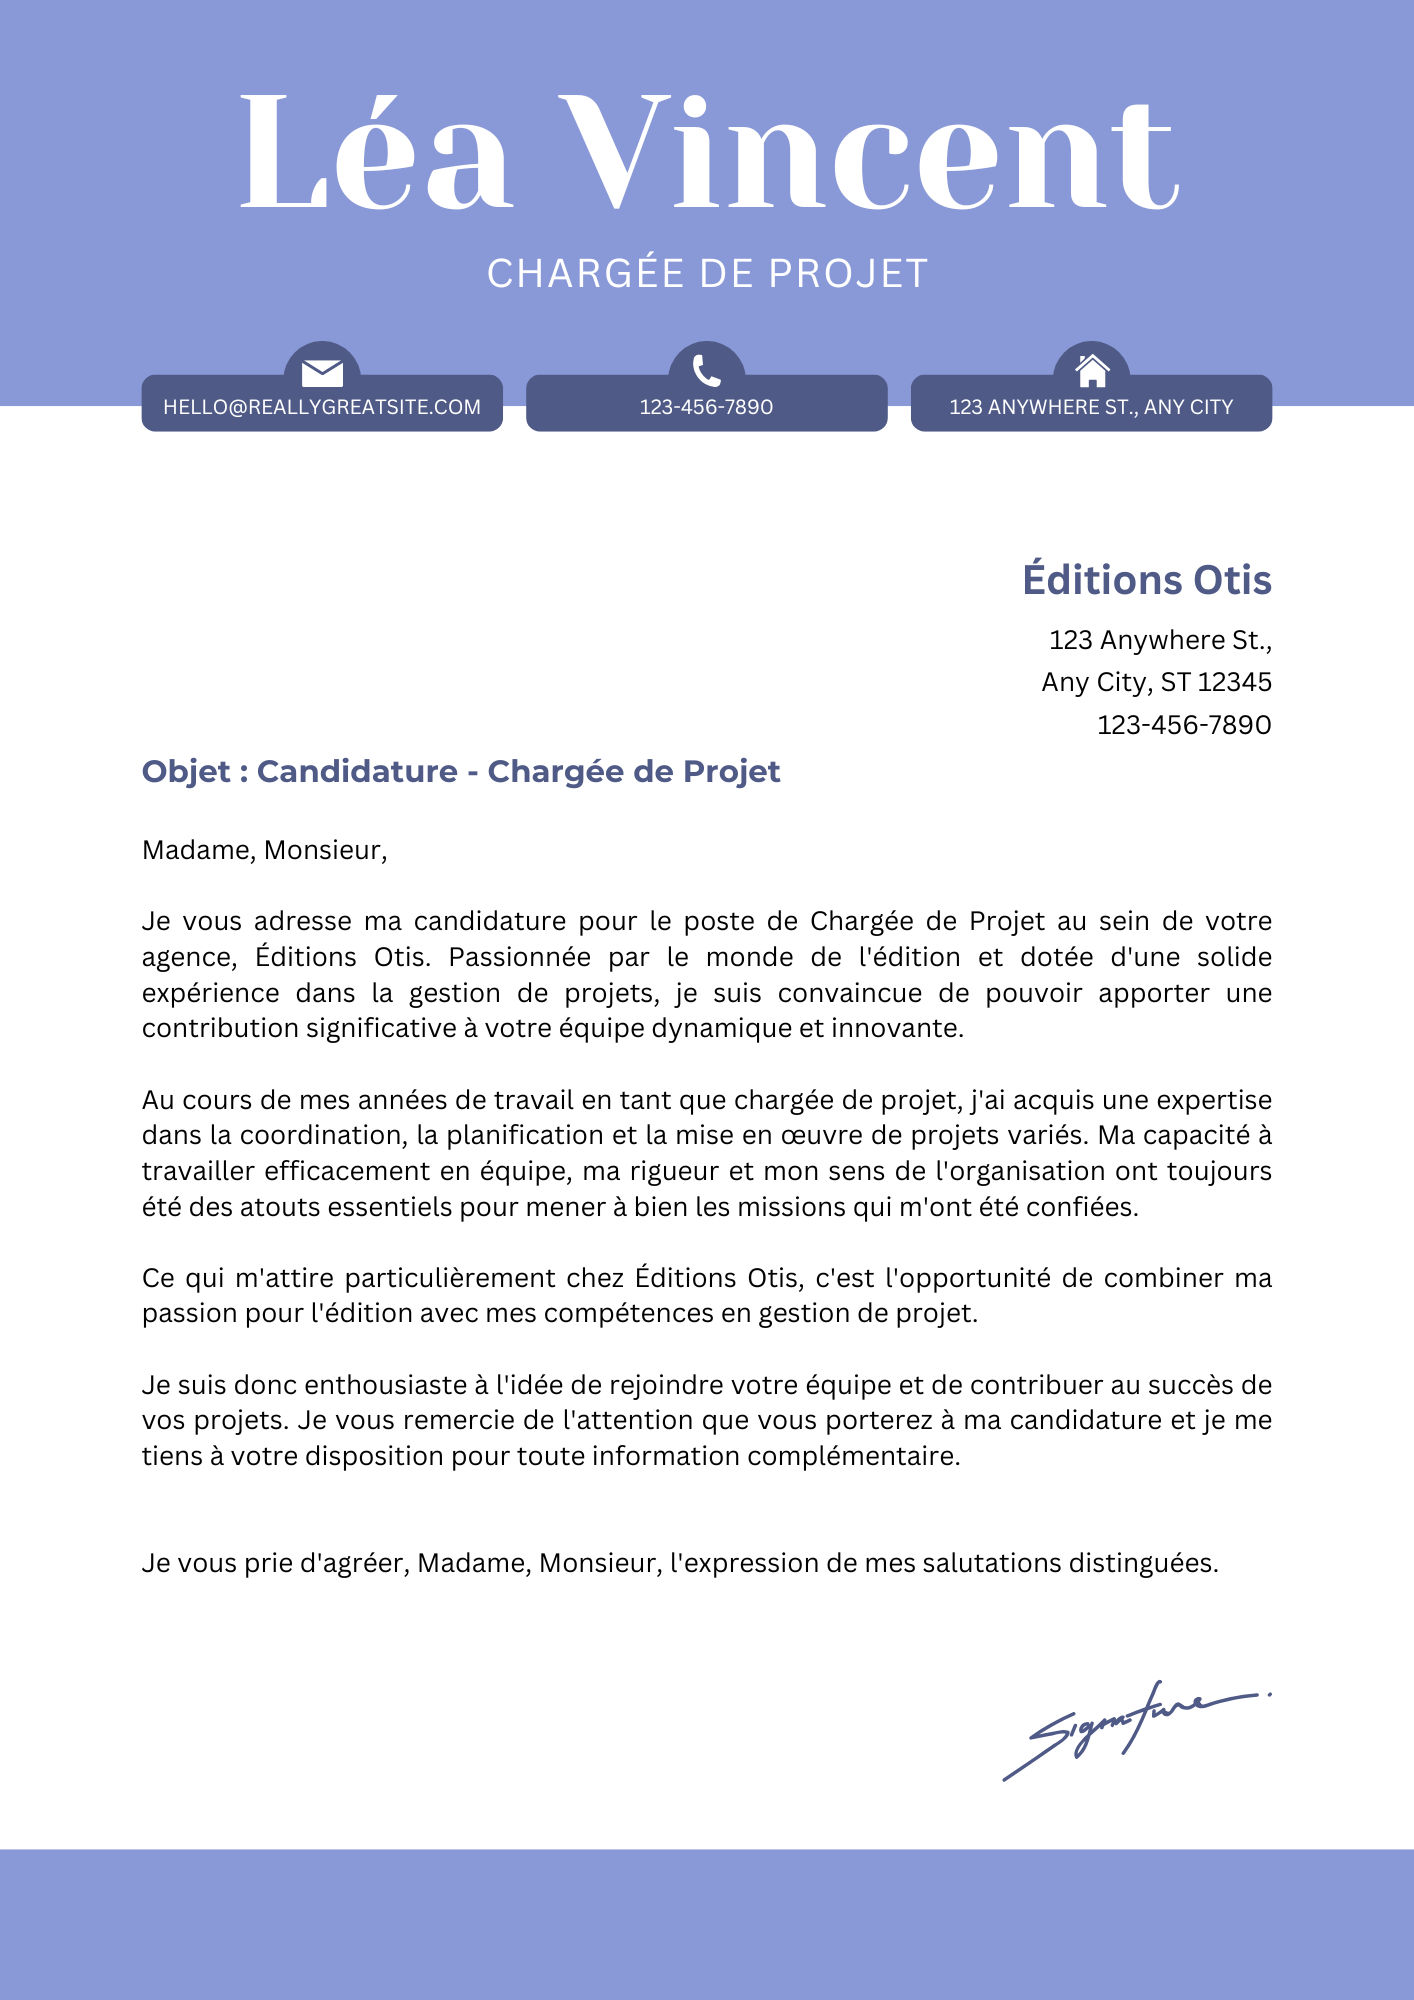 Léa Vincent
CHARGÉE DE PROJET
HELLO@REALLYGREATSITE.COM
123-456-7890
123 ANYWHERE ST., ANY CITY
Éditions Otis
123 Anywhere St.,
Any City, ST 12345
123-456-7890
Objet : Candidature - Chargée de Projet
Madame, Monsieur,
Je vous adresse ma candidature pour le poste de Chargée de Projet au sein de votre
agence, Éditions Otis. Passionnée par le monde de l'édition et dotée d'une solide
expérience dans la gestion de projets, je suis convaincue de pouvoir apporter une
contribution significative à votre équipe dynamique et innovante.
Au cours de mes années de travail en tant que chargée de projet, j'ai acquis une expertise
dans la coordination, la planification et la mise en œuvre de projets variés. Ma capacité à
travailler efficacement en équipe, ma rigueur et mon sens de l'organisation ont toujours
été des atouts essentiels pour mener à bien les missions qui m'ont été confiées.
Ce qui m'attire particulièrement chez Éditions Otis, c'est l'opportunité de combiner ma
passion pour l'édition avec mes compétences en gestion de projet.
Je suis donc enthousiaste à l'idée de rejoindre votre équipe et de contribuer au succès de
vos projets. Je vous remercie de l'attention que vous porterez à ma candidature et je me
tiens à votre disposition pour toute information complémentaire.
Je vous prie d'agréer, Madame, Monsieur, l'expression de mes salutations distinguées.
Signature.